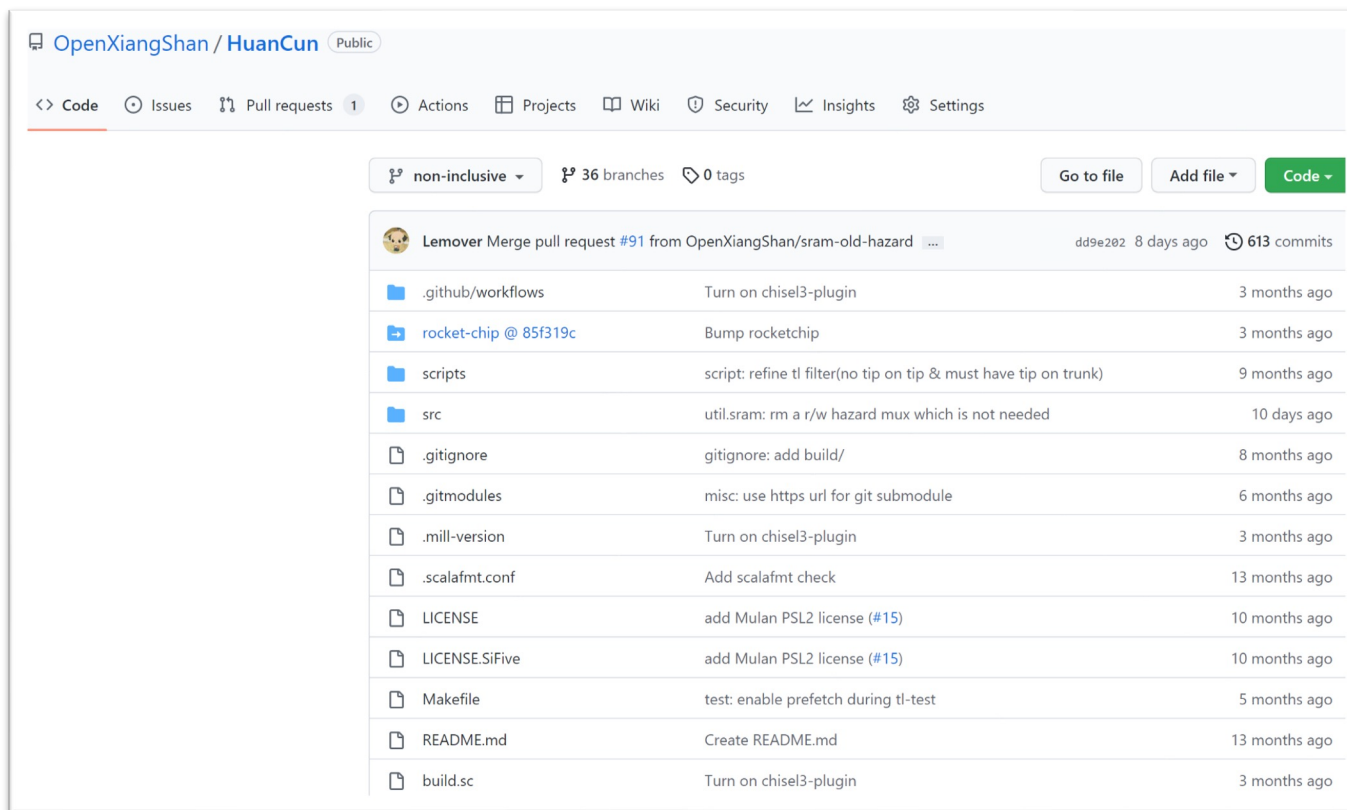 OpenXiangShan / HuanCun Public
<> Code Issues Pull requests 1 Actions Projects Wiki Security Insights Settings
non-inclusive 36 branches 0 tags Go to file Add file Code
Lemover Merge pull request #91 from OpenXiangShan/sram-old-hazard ... dd9e202 8 days ago 613 commits
.github/workflows Turn on chisel3-plugin 3 months ago
rocket-chip @ 85f319c Bump rocketchip 3 months ago
scripts script: refine tl filter(no tip on tip & must have tip on trunk) 9 months ago
src util.sram: rm a r/w hazard mux which is not needed 10 days ago
.gitignore gitignore: add build/ 8 months ago
.gitmodules misc: use https url for git submodule 6 months ago
.mill-version Turn on chisel3-plugin 3 months ago
.scalafmt.conf Add scalafmt check 13 months ago
LICENSE add Mulan PSL2 license (#15) 10 months ago
LICENSE.SiFive add Mulan PSL2 license (#15) 10 months ago
Makefile test: enable prefetch during tl-test 5 months ago
README.md Create README.md 13 months ago
build.sc Turn on chisel3-plugin 3 months ago